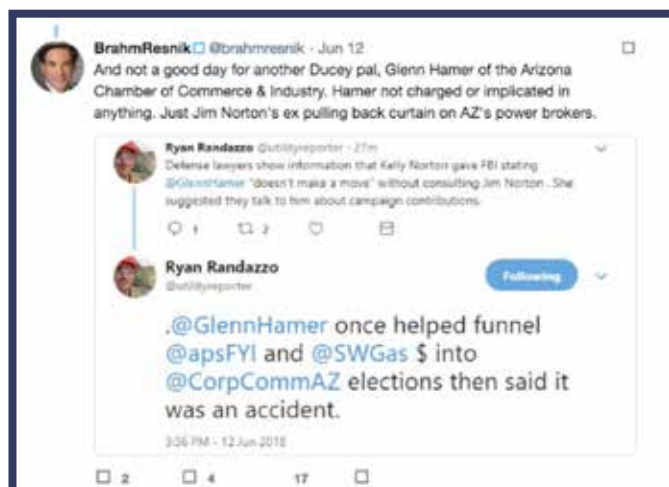 BrahmResnik @brahmresnik · Jun 12
And not a good day for another Ducey pal, Glenn Hamer of the Arizona
Chamber of Commerce & Industry. Hamer not charged or implicated in
anything. Just Jim Norton's ex pulling back curtain on AZ's power brokers.
Ryan Randazzo @utilityreporter · 27m
Defense lawyers show information that Kelly Norton gave FBI stating
@GlennHamer "doesn't make a move" without consulting Jim Norton . She
suggested they talk to him about campaign contributions.
1 2
Ryan Randazzo
@utilityreporter
Following
.@GlennHamer once helped funnel
@apsFYI and @SWGas $ into
@CorpCommAZ elections then said it
was an accident.
3:36 PM - 12 Jun 2018
2 4 17